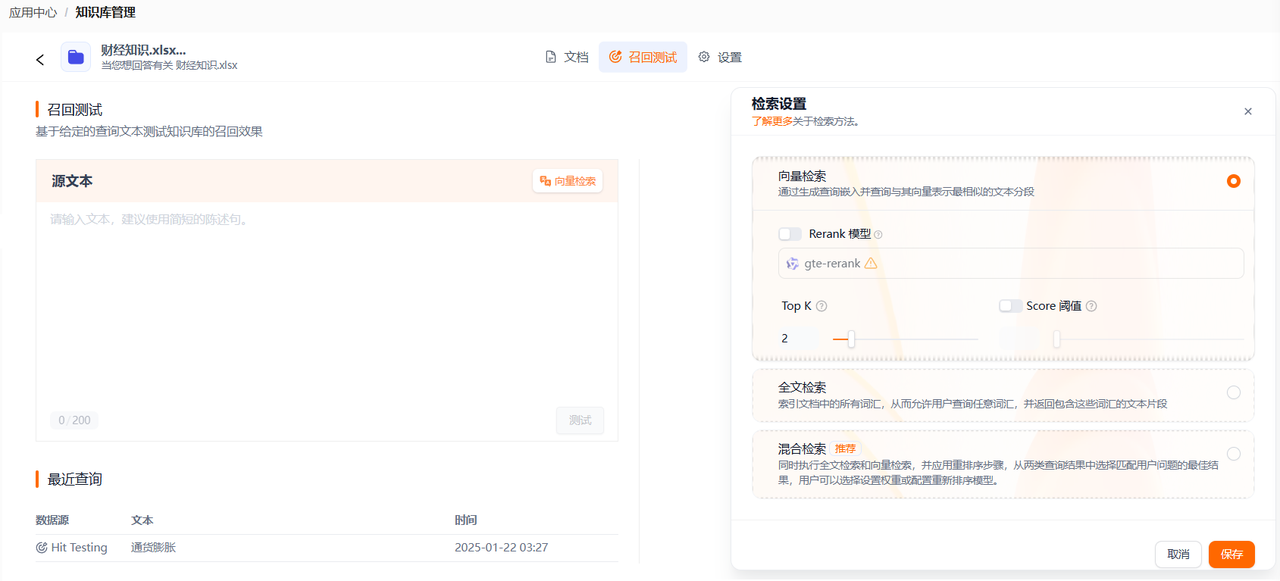 应用中心 / 知识库管理
财经知识.xlsx...
当您想回答有关 财经知识.xlsx
文档
召回测试
设置
召回测试
基于给定的查询文本测试知识库的召回效果
源文本
向量检索
请输入文本，建议使用简短的陈述句。
0 / 200
测试
最近查询
数据源 文本 时间
Hit Testing 通货膨胀 2025-01-22 03:27
检索设置
了解更多关于检索方法。
向量检索
通过生成查询嵌入并查询与其向量表示最相似的文本分段
Rerank 模型
gte-rerank
Top K
Score 阈值
2
全文检索
索引文档中的所有词汇，从而允许用户查询任意词汇，并返回包含这些词汇的文本片段
混合检索 推荐
同时执行全文检索和向量检索，并应用重排序步骤，从两类查询结果中选择匹配用户问题的最佳结
果，用户可以选择设置权重或配置重新排序模型。
取消
保存